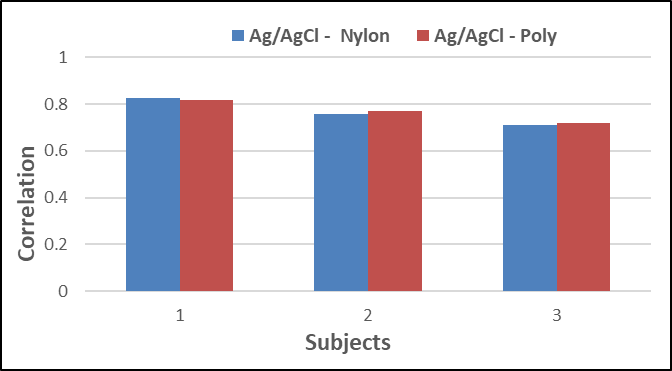 Ag/AgCl - Nylon
Ag/AgCl - Poly
1
0.8
0.6
0.4
0.2
0
Correlation
1
2
3
Subjects